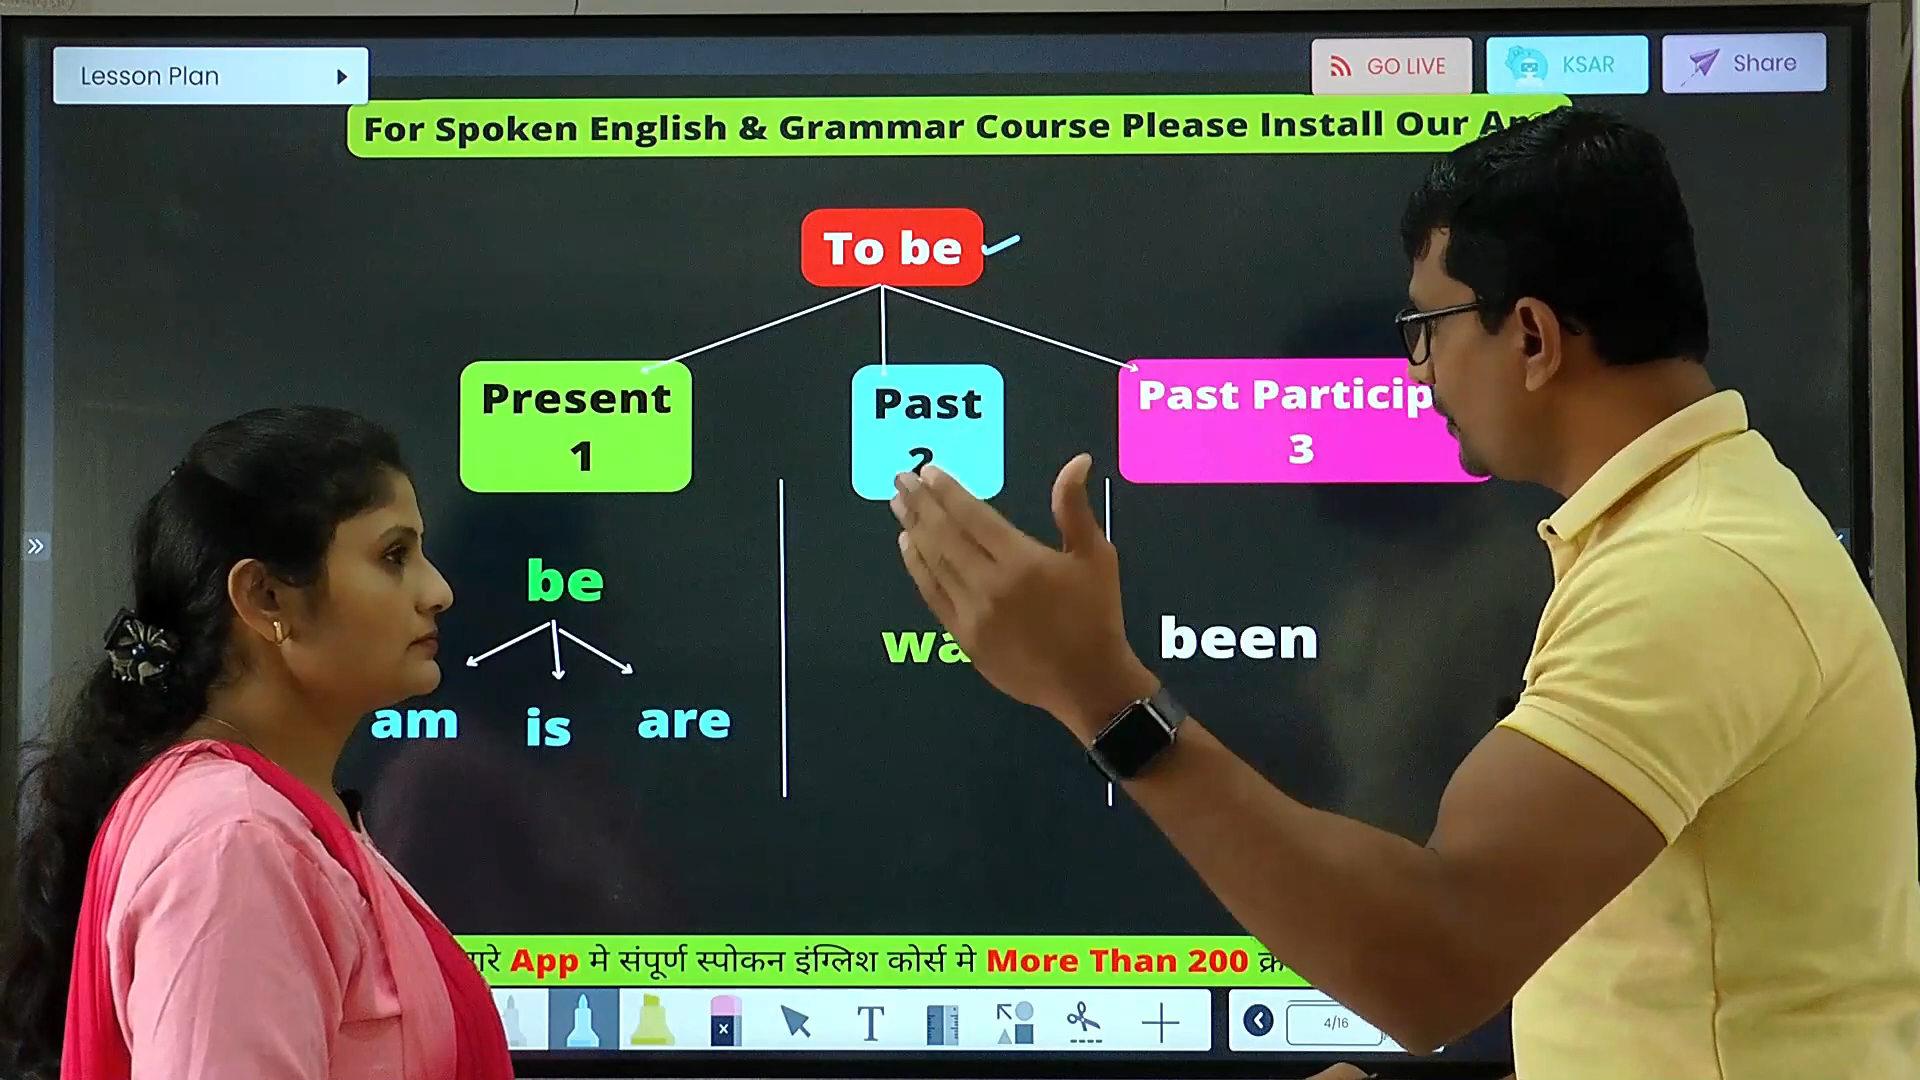 Lesson Plan
GO LIVE
KSAR
Share
For Spoken English & Grammar Course Please Install Our
To be
Present
1
Past
2
Past
3
be
am is are
been
App मे संपूर्ण स्पोकन इंग्लिश कोर्स मे More Than 200
T
4/16